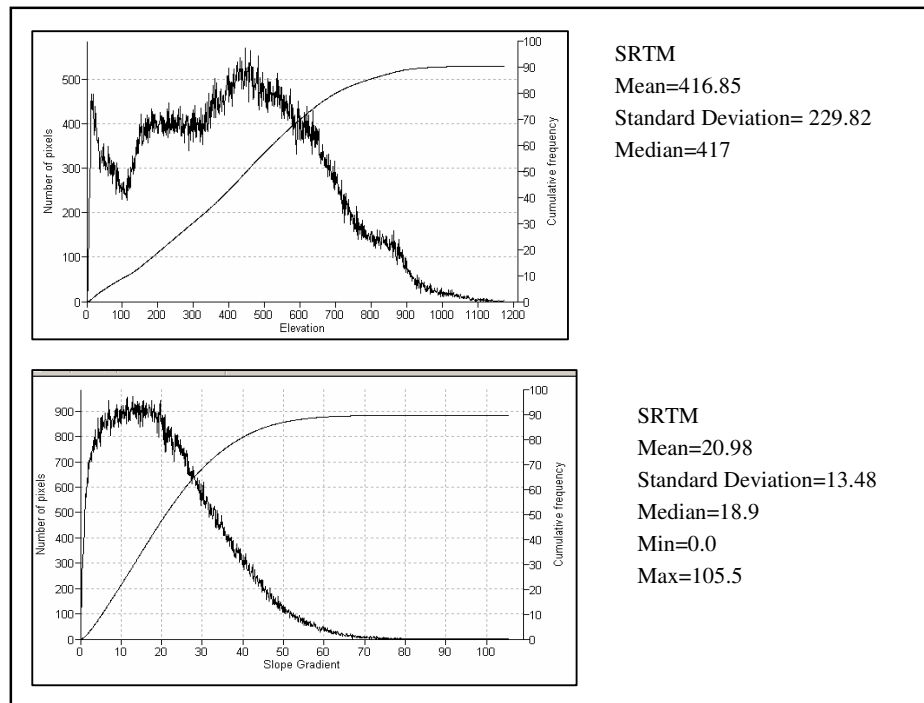 100
90
80
70
60
50
40
30
20
10
0
Cumulative frequency
500
400
300
200
100
0
Number of pixels
0 100 200 300 400 500 600 700 800 900 1000 1100 1200
Elevation
SRTM
Mean=416.85
Standard Deviation= 229.82
Median=417
100
90
80
70
60
50
40
30
20
10
0
Cumulative frequency
900
800
700
600
500
400
300
200
100
0
Number of pixels
0 10 20 30 40 50 60 70 80 90 100
Slope Gradient
SRTM
Mean=20.98
Standard Deviation=13.48
Median=18.9
Min=0.0
Max=105.5